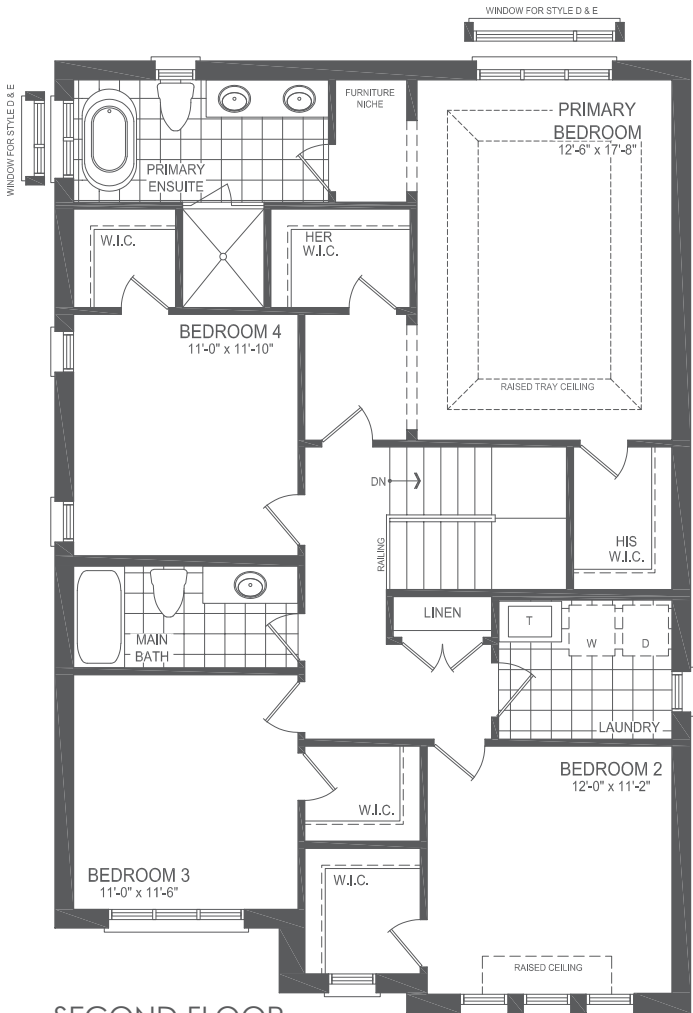 WINDOW FOR STYLE D & E
WINDOW FOR STYLE D & E
FURNITURE
NICHE
PRIMARY
BEDROOM
12'-6" x 17'-8"
PRIMARY
ENSUITE
W.I.C.
HER
W.I.C.
BEDROOM 4
11'-0" x 11'-10"
RAISED TRAY CEILING
DN
RAILING
HIS
W.I.C.
LINEN
T
W
D
MAIN
BATH
LAUNDRY
BEDROOM 2
12'-0" x 11'-2"
W.I.C.
BEDROOM 3
11'-0" x 11'-6"
W.I.C.
RAISED CEILING
SECOND FLOOR